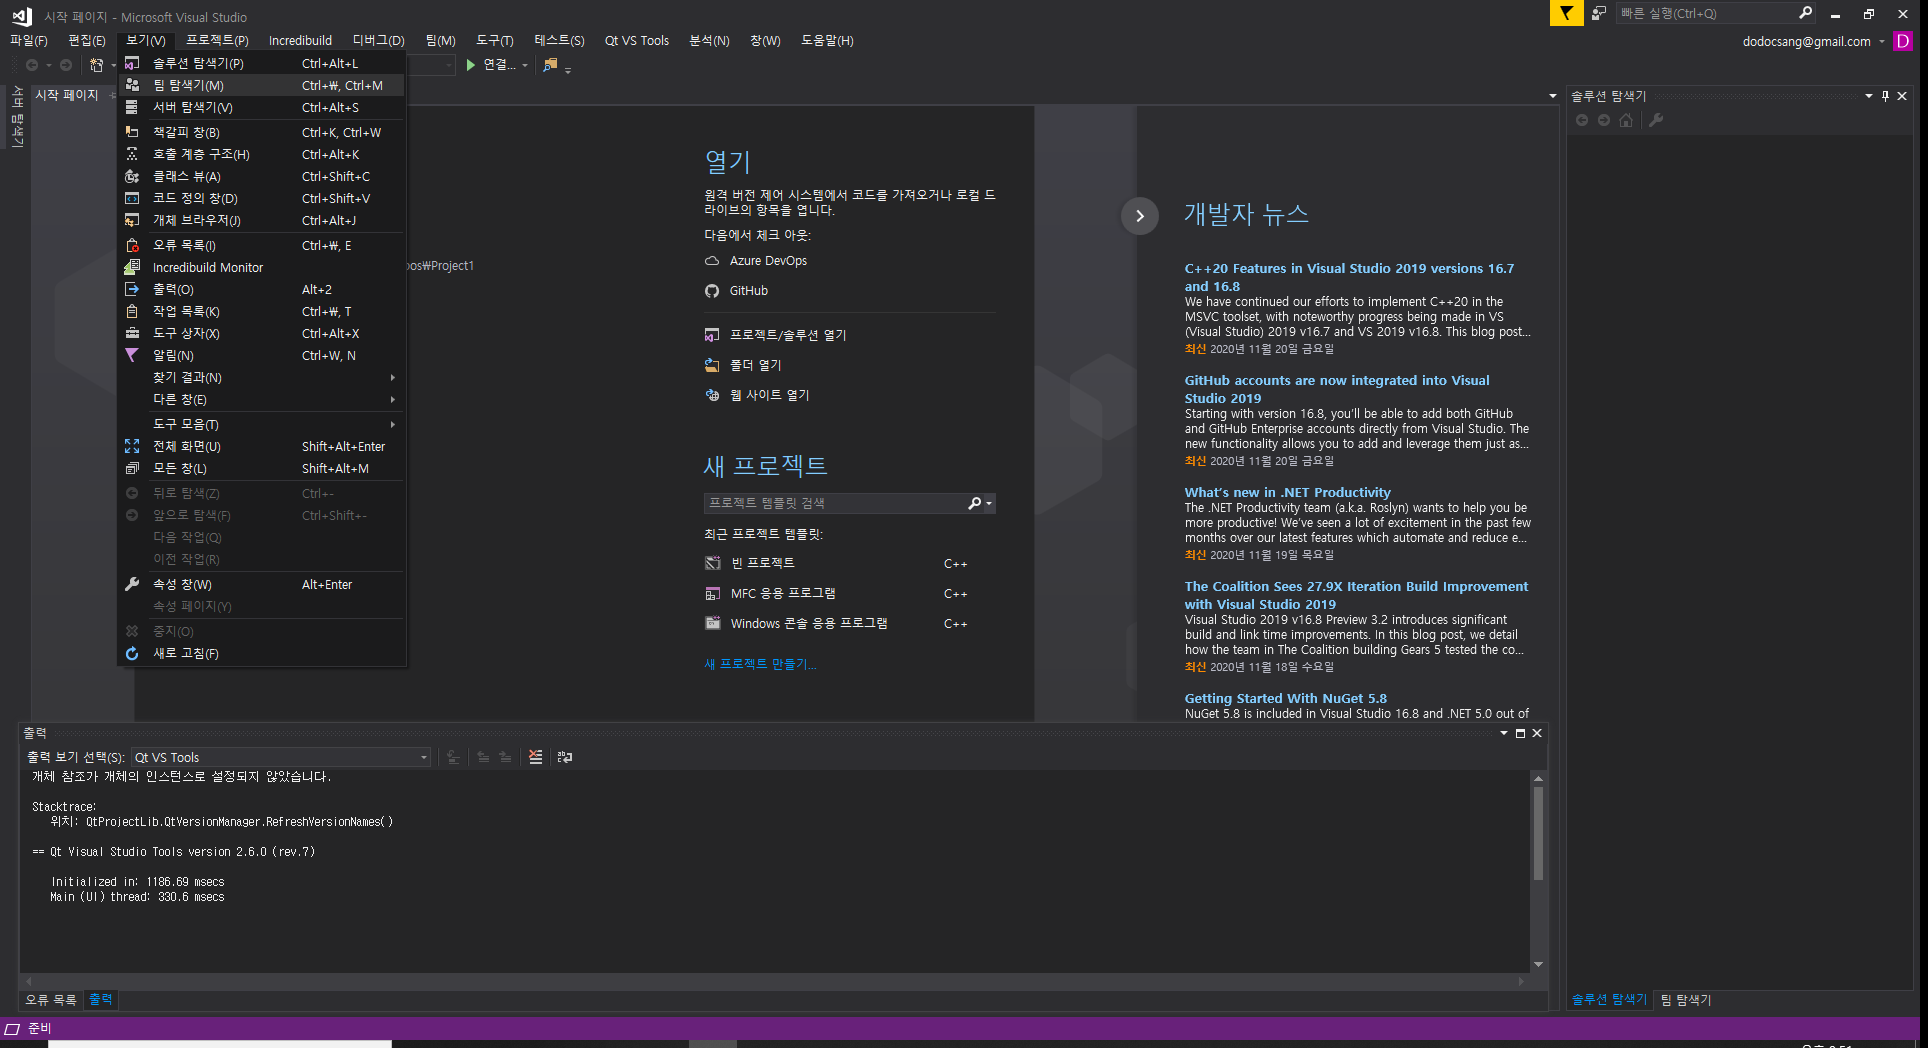 시작 페이지 - Microsoft Visual Studio
빠른 실행(Ctrl+Q)
파일(F) 편집(E) 보기(V) 프로젝트(P) Incredibuild 디버그(D) 팀(M) 도구(T) 테스트(S) Qt VS Tools 분석(N) 창(W) 도움말(H)
dodocsang@gmail.com D
연결...
서버 탐색기
시작 페이지
솔루션 탐색기(P) Ctrl+Alt+L
팀 탐색기(M) Ctrl+₩, Ctrl+M
서버 탐색기(V) Ctrl+Alt+S
책갈피 창(B) Ctrl+K, Ctrl+W
호출 계층 구조(H) Ctrl+Alt+K
클래스 뷰(A) Ctrl+Shift+C
코드 정의 창(D) Ctrl+Shift+V
개체 브라우저(J) Ctrl+Alt+J
오류 목록(I) Ctrl+₩, E
Incredibuild Monitor
출력(O) Alt+2
작업 목록(K) Ctrl+₩, T
도구 상자(X) Ctrl+Alt+X
알림(N) Ctrl+W, N
찾기 결과(N)
다른 창(E)
도구 모음(T)
전체 화면(U) Shift+Alt+Enter
모든 창(L) Shift+Alt+M
뒤로 탐색(Z) Ctrl+-
앞으로 탐색(F) Ctrl+Shift+-
다음 작업(Q)
이전 작업(R)
속성 창(W) Alt+Enter
속성 페이지(Y)
중지(O)
새로 고침(F)
pos₩Project1
열기
원격 버전 제어 시스템에서 코드를 가져오거나 로컬 드
라이브의 항목을 엽니다.
다음에서 체크 아웃:
Azure DevOps
GitHub
프로젝트/솔루션 열기
폴더 열기
웹 사이트 열기
새 프로젝트
프로젝트 템플릿 검색
최근 프로젝트 템플릿:
빈 프로젝트 C++
MFC 응용 프로그램 C++
Windows 콘솔 응용 프로그램 C++
새 프로젝트 만들기...
개발자 뉴스
C++20 Features in Visual Studio 2019 versions 16.7
and 16.8
We have continued our efforts to implement C++20 in the
MSVC toolset, with noteworthy progress being made in VS
(Visual Studio) 2019 v16.7 and VS 2019 v16.8. This blog post...
최신 2020년 11월 20일 금요일
GitHub accounts are now integrated into Visual
Studio 2019
Starting with version 16.8, you'll be able to add both GitHub
and GitHub Enterprise accounts directly from Visual Studio. The
new functionality allows you to add and leverage them just as...
최신 2020년 11월 20일 금요일
What's new in .NET Productivity
The .NET Productivity team (a.k.a. Roslyn) wants to help you be
more productive! We've seen a lot of excitement in the past few
months over our latest features which automate and reduce e...
최신 2020년 11월 19일 목요일
The Coalition Sees 27.9X Iteration Build Improvement
with Visual Studio 2019
Visual Studio 2019 v16.8 Preview 3.2 introduces significant
build and link time improvements. In this blog post, we detail
how the team in The Coalition building Gears 5 tested the co...
최신 2020년 11월 18일 수요일
Getting Started With NuGet 5.8
NuGet 5.8 is included in Visual Studio 16.8 and .NET 5.0 out of
솔루션 탐색기
출력
출력 보기 선택(S): Qt VS Tools
개체 참조가 개체의 인스턴스로 설정되지 않았습니다.
Stacktrace:
위치: QtProjectLib.QtVersionManager.RefreshVersionNames()
== Qt Visual Studio Tools version 2.6.0 (rev.7)
Initialized in: 1186.69 msecs
Main (UI) thread: 330.6 msecs
오류 목록 출력
솔루션 탐색기 팀 탐색기
준비